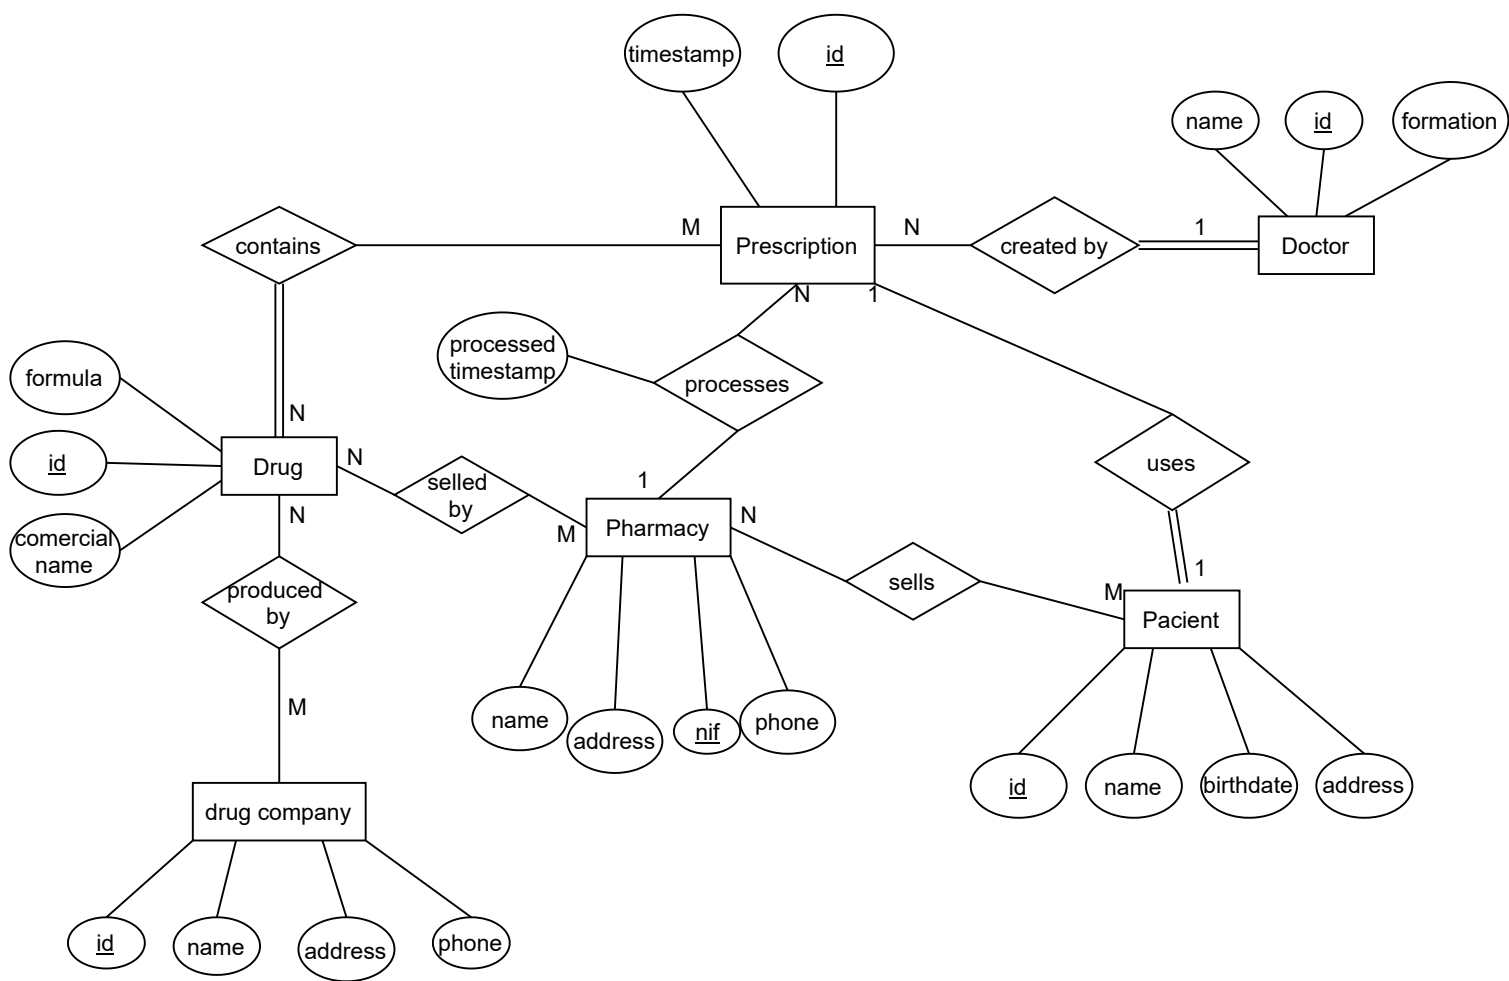 timestamp
id
name
id
formation
contains
M
Prescription
N
created by
1
Doctor
N
1
processed
timestamp
processes
formula
N
id
Drug
N
selled
by
M
1
Pharmacy
N
uses
comercial
name
N
produced
by
sells
1
M
Pacient
M
name
address
nif
phone
id
name
birthdate
address
drug company
id
name
address
phone